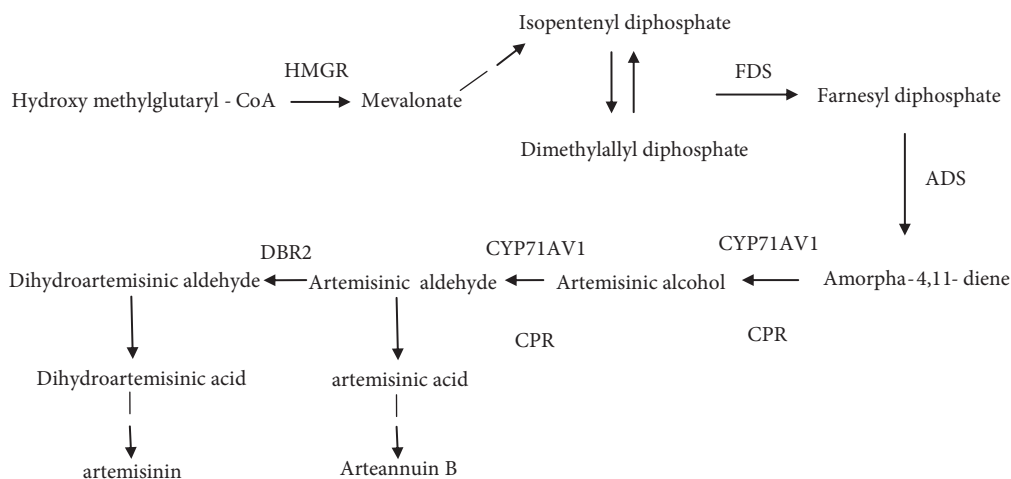 Isopentenyl diphosphate
HMGR
FDS
Hydroxy methylglutaryl - CoA
Mevalonate
Farnesyl diphosphate
Dimethylallyl diphosphate
ADS
CYP71AV1
CYP71AV1
DBR2
Dihydroartemisinic aldehyde
Artemisinic aldehyde
Artemisinic alcohol
Amorpha-4,11- diene
CPR
CPR
Dihydroartemisinic acid
artemisinic acid
artemisinin
Arteannuin B